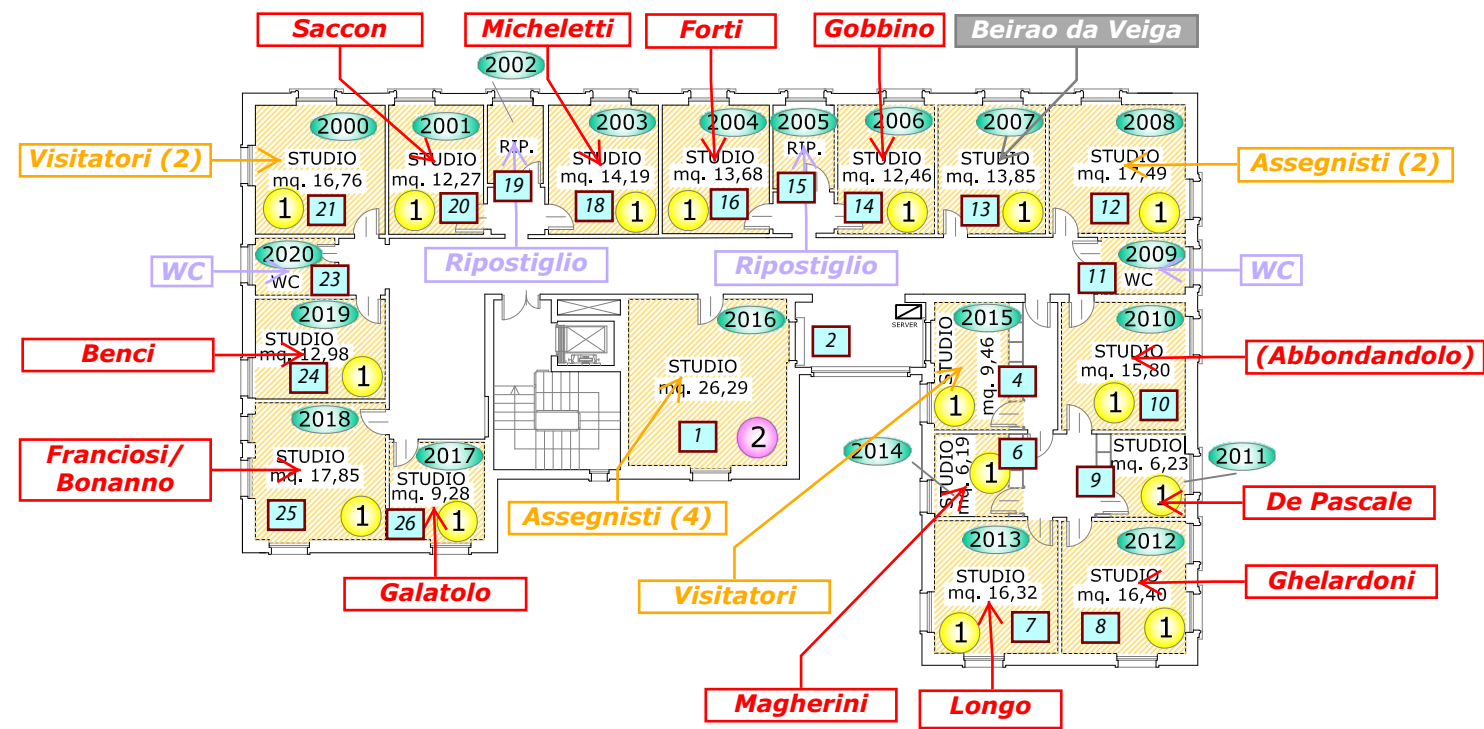 Saccon
Micheletti
Forti
Gobbino
Beirao da Veiga
2002
2000
2001
2003
2004
2005
2006
2007
2008
Visitatori (2)
STUDIO
mq. 16,76
1
21
STUDIO
mq. 12,27
1
20
RIP.
19
STUDIO
mq. 14,19
18
1
STUDIO
mq. 13,68
1
16
RIP.
15
STUDIO
mq. 12,46
14
1
STUDIO
mq. 13,85
13
1
STUDIO
mq. 17,49
12
1
Assegnisti (2)
WC
2020
WC
23
Ripostiglio
Ripostiglio
11
2009
WC
WC
Benci
2019
STUDIO
mq. 12,98
24
1
2016
STUDIO
mq. 26,29
1
2
2
SERVER
2015
STUDIO
mq. 9,46
1
4
2010
STUDIO
mq. 15,80
1
10
(Abbondandolo)
Franciosi/
Bonanno
2018
STUDIO
mq. 17,85
25
1
2017
STUDIO
mq. 9,28
26
1
2014
STUDIO
mq. 6,19
1
6
9
STUDIO
mq. 6,23
1
2011
De Pascale
Assegnisti (4)
Galatolo
Visitatori
2013
STUDIO
mq. 16,32
1
7
2012
STUDIO
mq. 16,40
8
1
Ghelardoni
Magherini
Longo